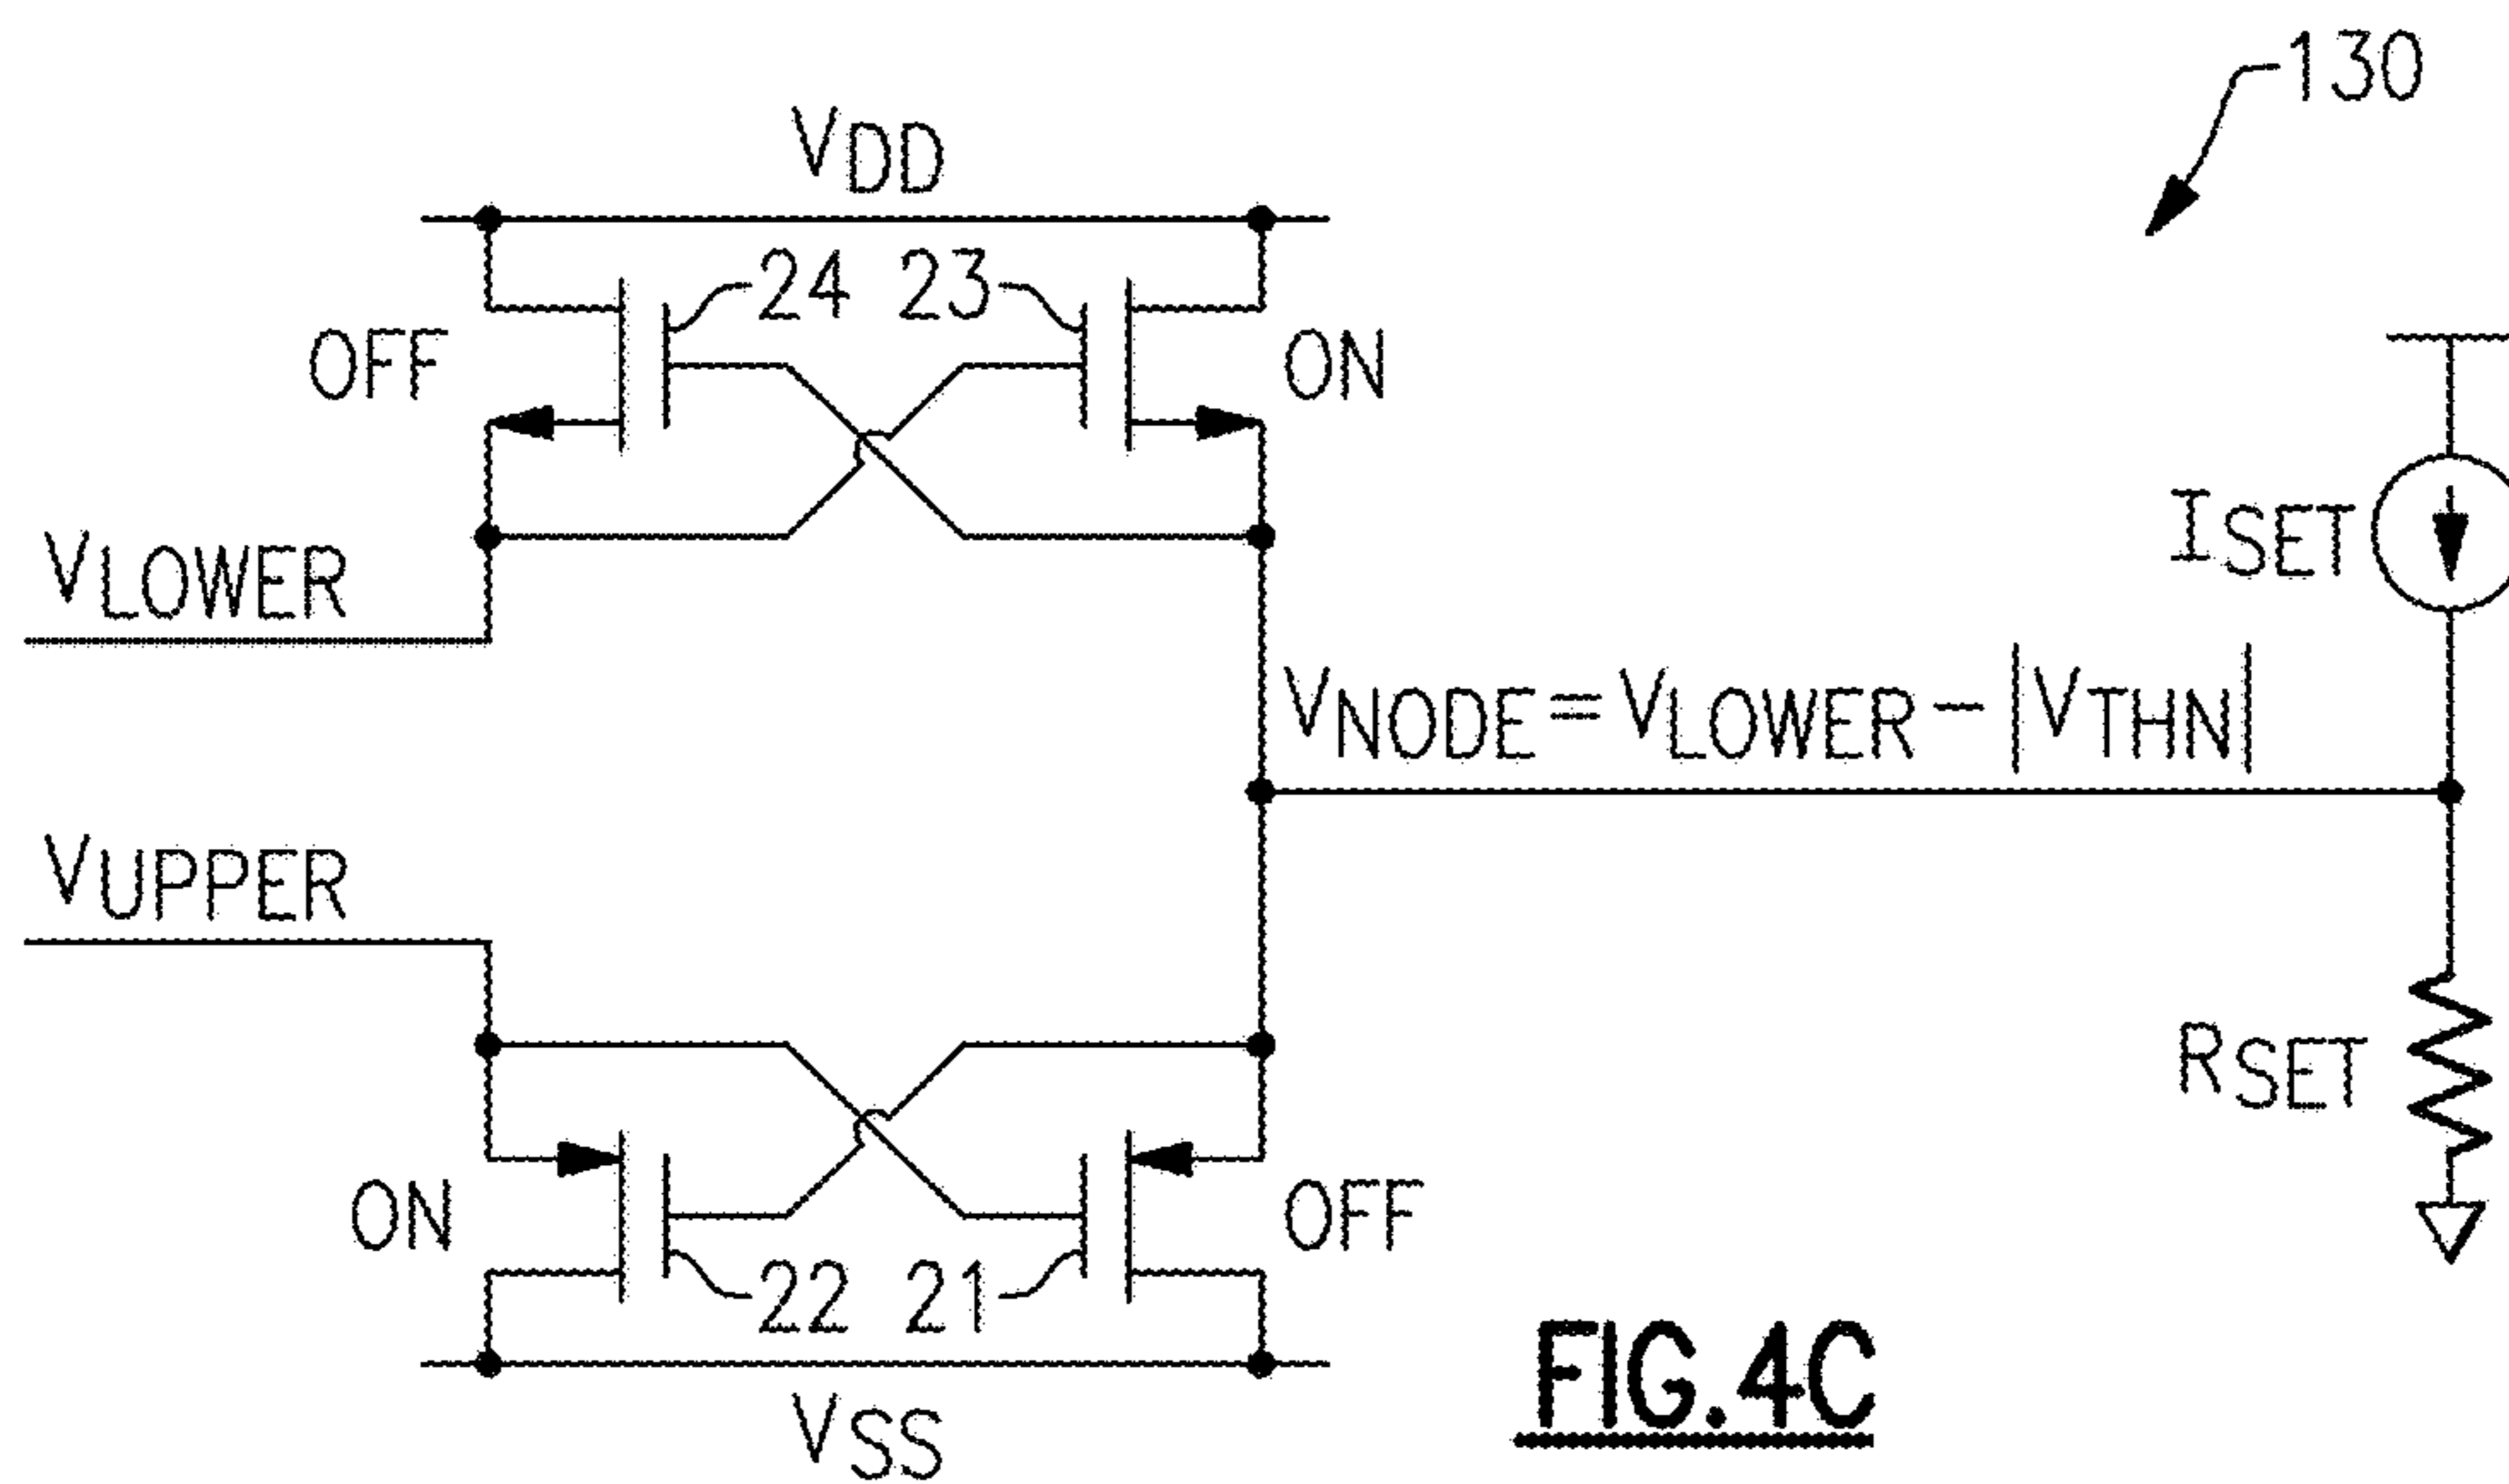 130
VDD
24 23
OFF
ON
VLOWER
ISET
VNODE=VLOWER-|VTHN|
VUPPER
RSET
ON
OFF
22 21
VSS
FIG.4C